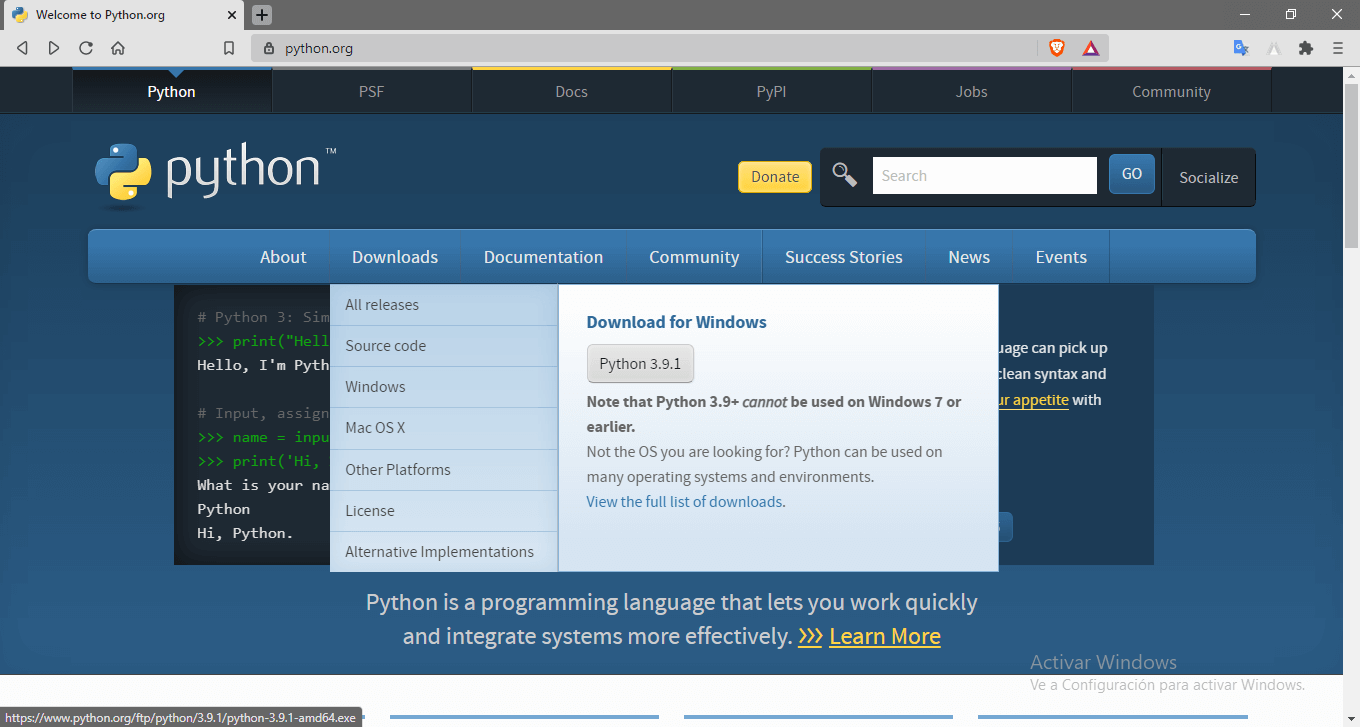 Welcome to Python.org
python.org
Python PSF Docs PyPI Jobs Community
python™
Donate Search GO Socialize
About Downloads Documentation Community Success Stories News Events
All releases
Source code
Windows
Mac OS X
Other Platforms
License
Alternative Implementations
Download for Windows
Python 3.9.1
Note that Python 3.9+ cannot be used on Windows 7 or
earlier.
Not the OS you are looking for? Python can be used on
many operating systems and environments.
View the full list of downloads.
# Python 3: Sim
>>> print("Hell
Hello, I'm Pyth
# Input, assign
>>> name = inpu
>>> print('Hi,
What is your na
Python
Hi, Python.
uage can pick up
clean syntax and
ur appetite with
Python is a programming language that lets you work quickly
and integrate systems more effectively. >>> Learn More
Activar Windows
Ve a Configuración para activar Windows.
https://www.python.org/ftp/python/3.9.1/python-3.9.1-amd64.exe